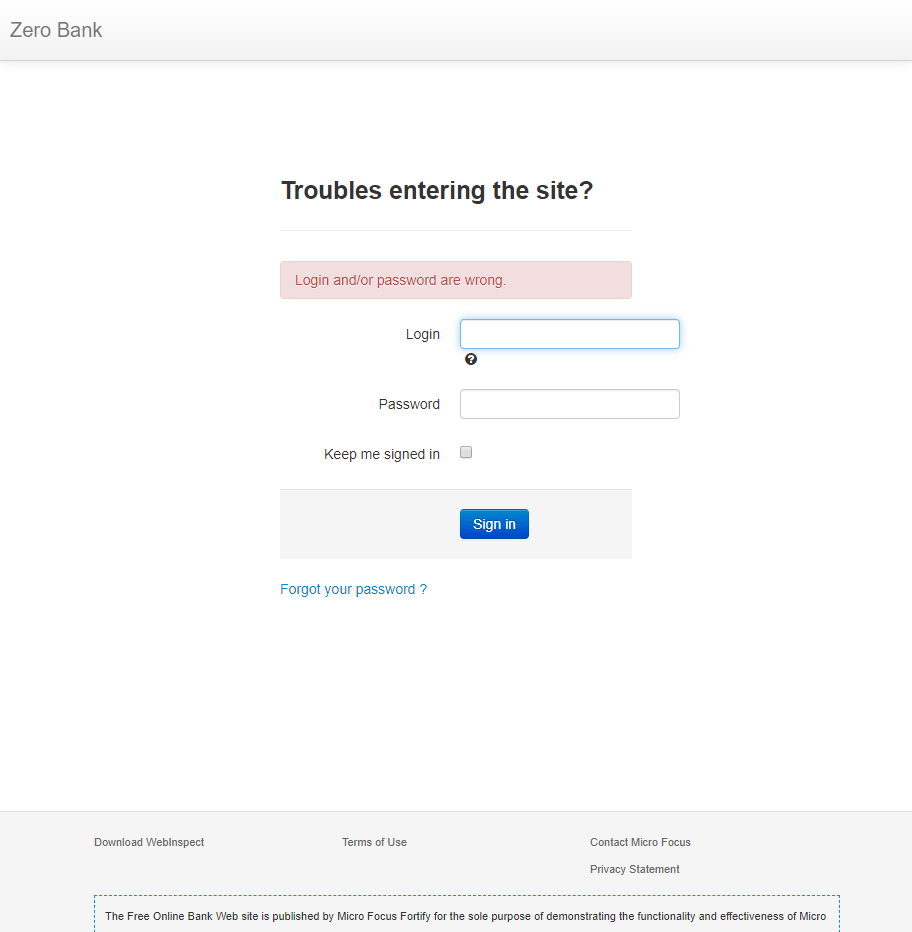 Zero Bank
Troubles entering the site?
Login and/or password are wrong.
Login
Password
Keep me signed in
Sign in
Forgot your password ?
Download WebInspect
Terms of Use
Contact Micro Focus
Privacy Statement
The Free Online Bank Web site is published by Micro Focus Fortify for the sole purpose of demonstrating the functionality and effectiveness of Micro